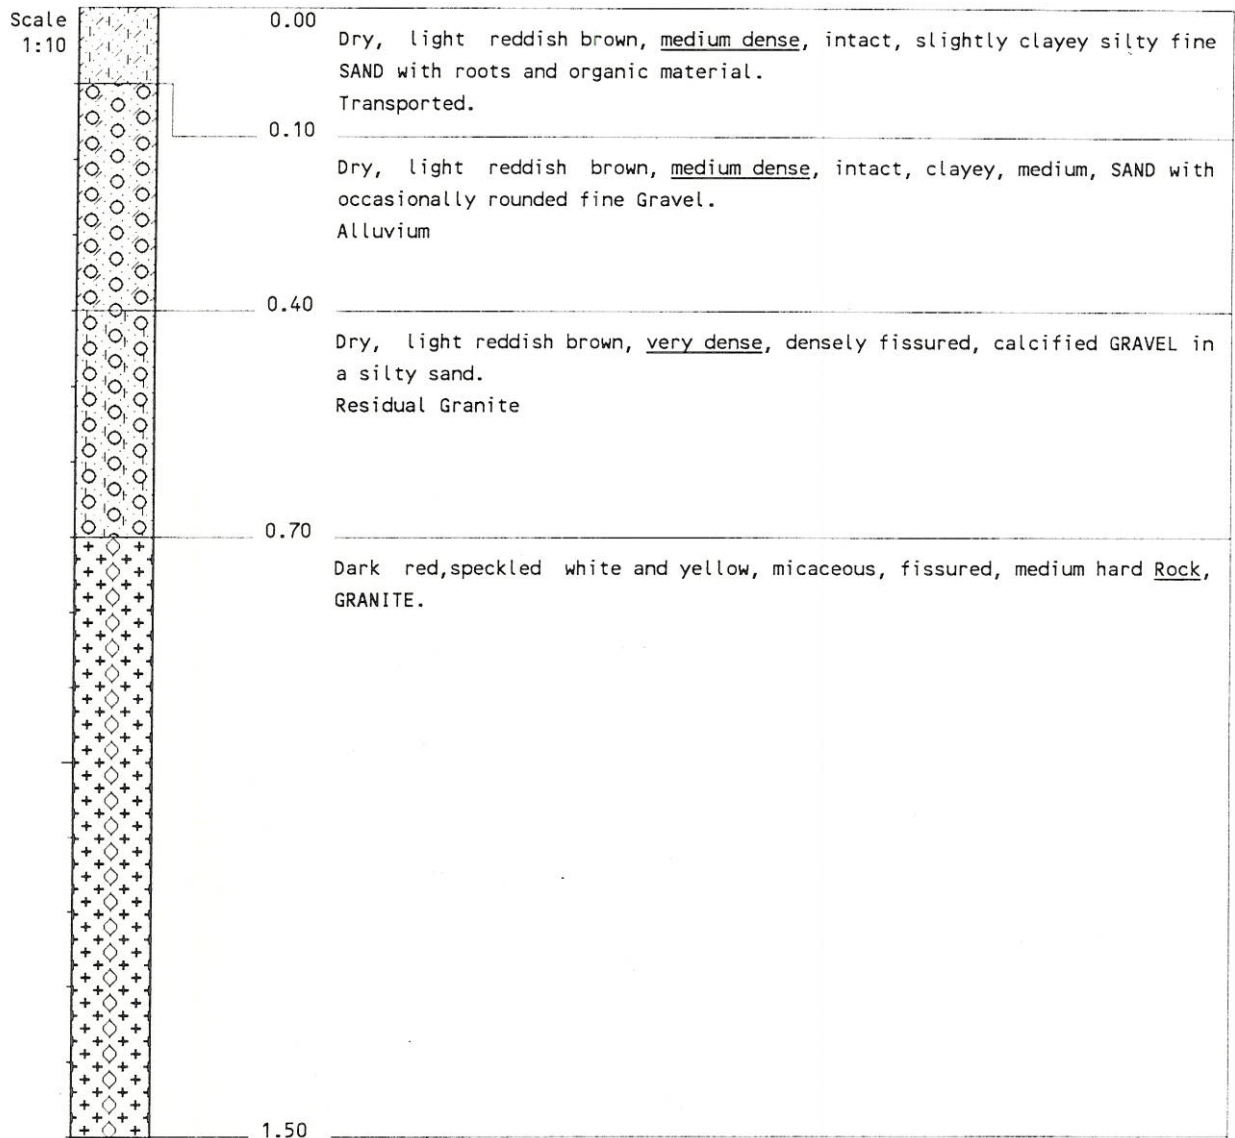 Scale
1:10
0.00
Dry, light reddish brown, medium dense, intact, slightly clayey silty fine
SAND with roots and organic material.
Transported.
0.10
Dry, light reddish brown, medium dense, intact, clayey, medium, SAND with
occasionally rounded fine Gravel.
Alluvium
0.40
Dry, light reddish brown, very dense, densely fissured, calcified GRAVEL in
a silty sand.
Residual Granite
0.70
Dark red,speckled white and yellow, micaceous, fissured, medium hard Rock,
GRANITE.
1.50